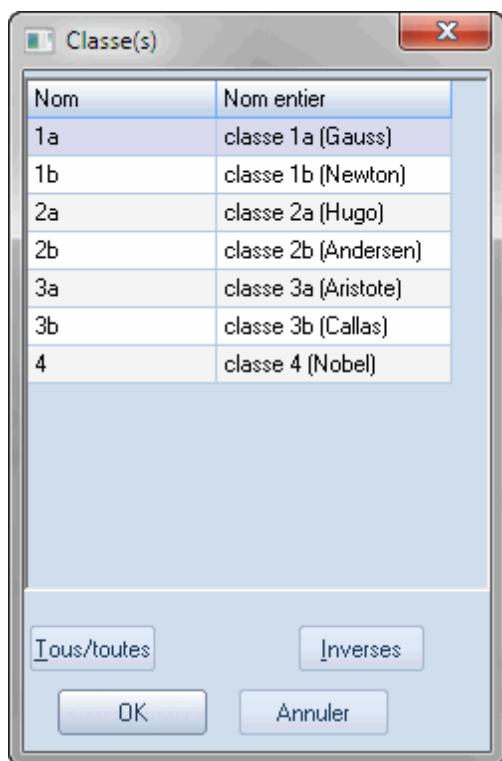 Classe(s)
Nom Nom entier
1a classe 1a (Gauss)
1b classe 1b (Newton)
2a classe 2a (Hugo)
2b classe 2b (Andersen)
3a classe 3a (Aristote)
3b classe 3b (Callas)
4 classe 4 (Nobel)
Tous/toutes Inverses
OK Annuler